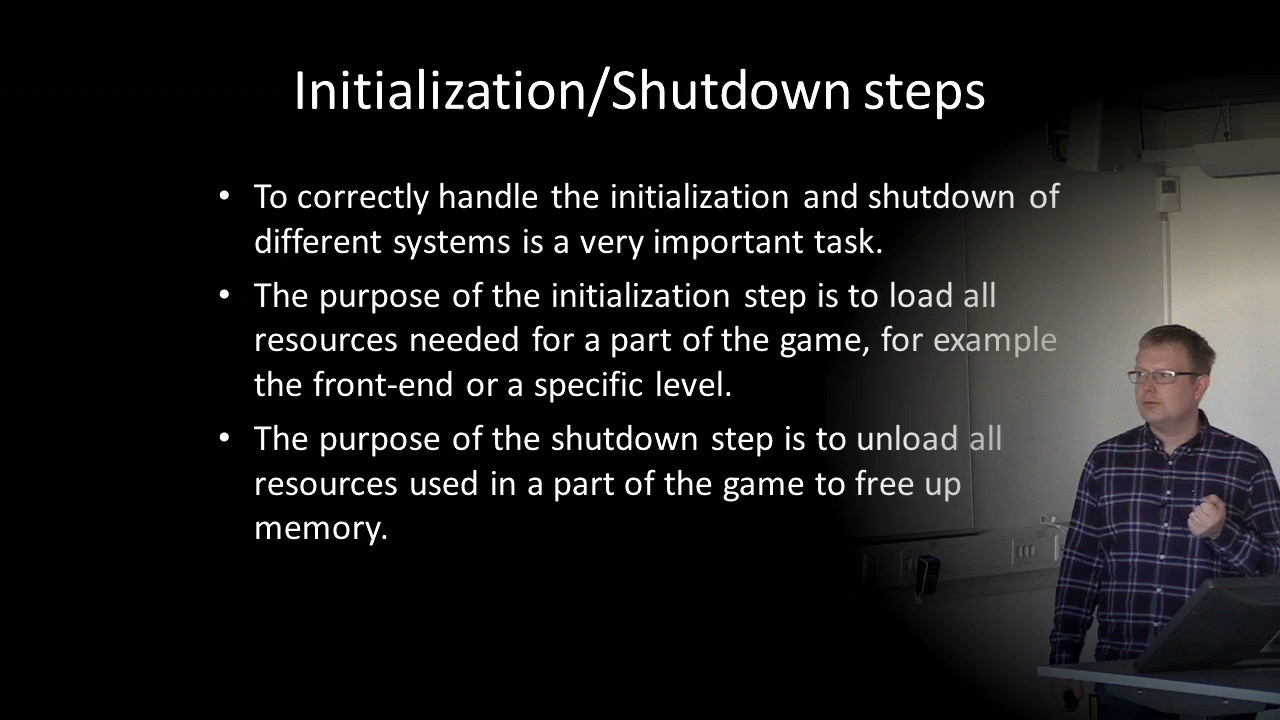 Initialization/Shutdown steps
• To correctly handle the initialization and shutdown of
different systems is a very important task.
• The purpose of the initialization step is to load all
resources needed for a part of the game, for example
the front-end or a specific level.
• The purpose of the shutdown step is to unload all
resources used in a part of the game to free up
memory.